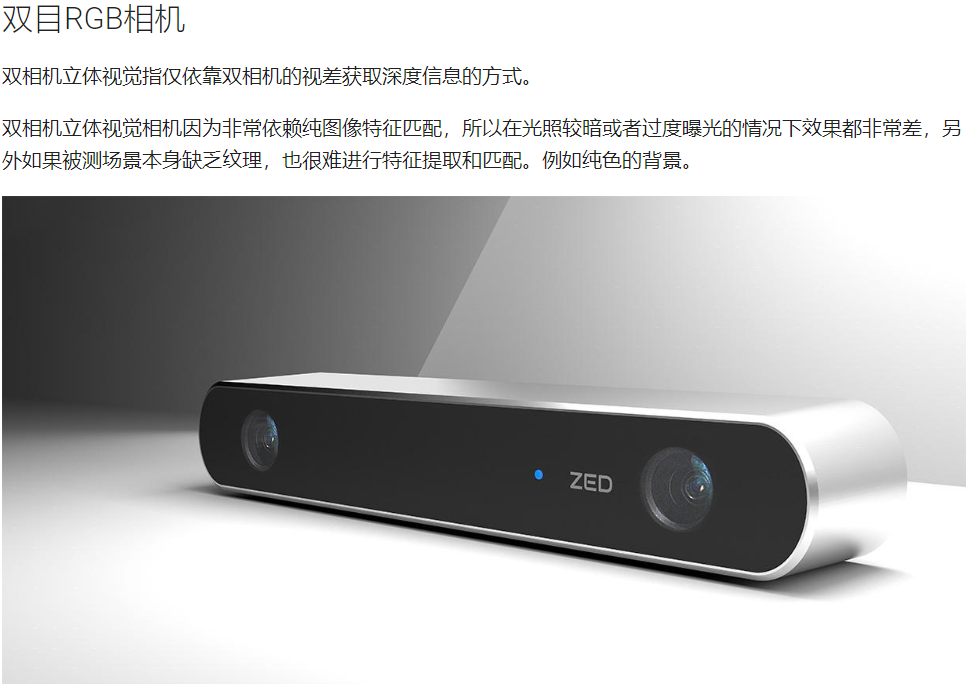 双目RGB相机
双相机立体视觉指仅依靠双相机的视差获取深度信息的方式。
双相机立体视觉相机因为非常依赖纯图像特征匹配，所以在光照较暗或者过度曝光的情况下效果都非常差，另
外如果被测场景本身缺乏纹理，也很难进行特征提取和匹配。例如纯色的背景。
ZED